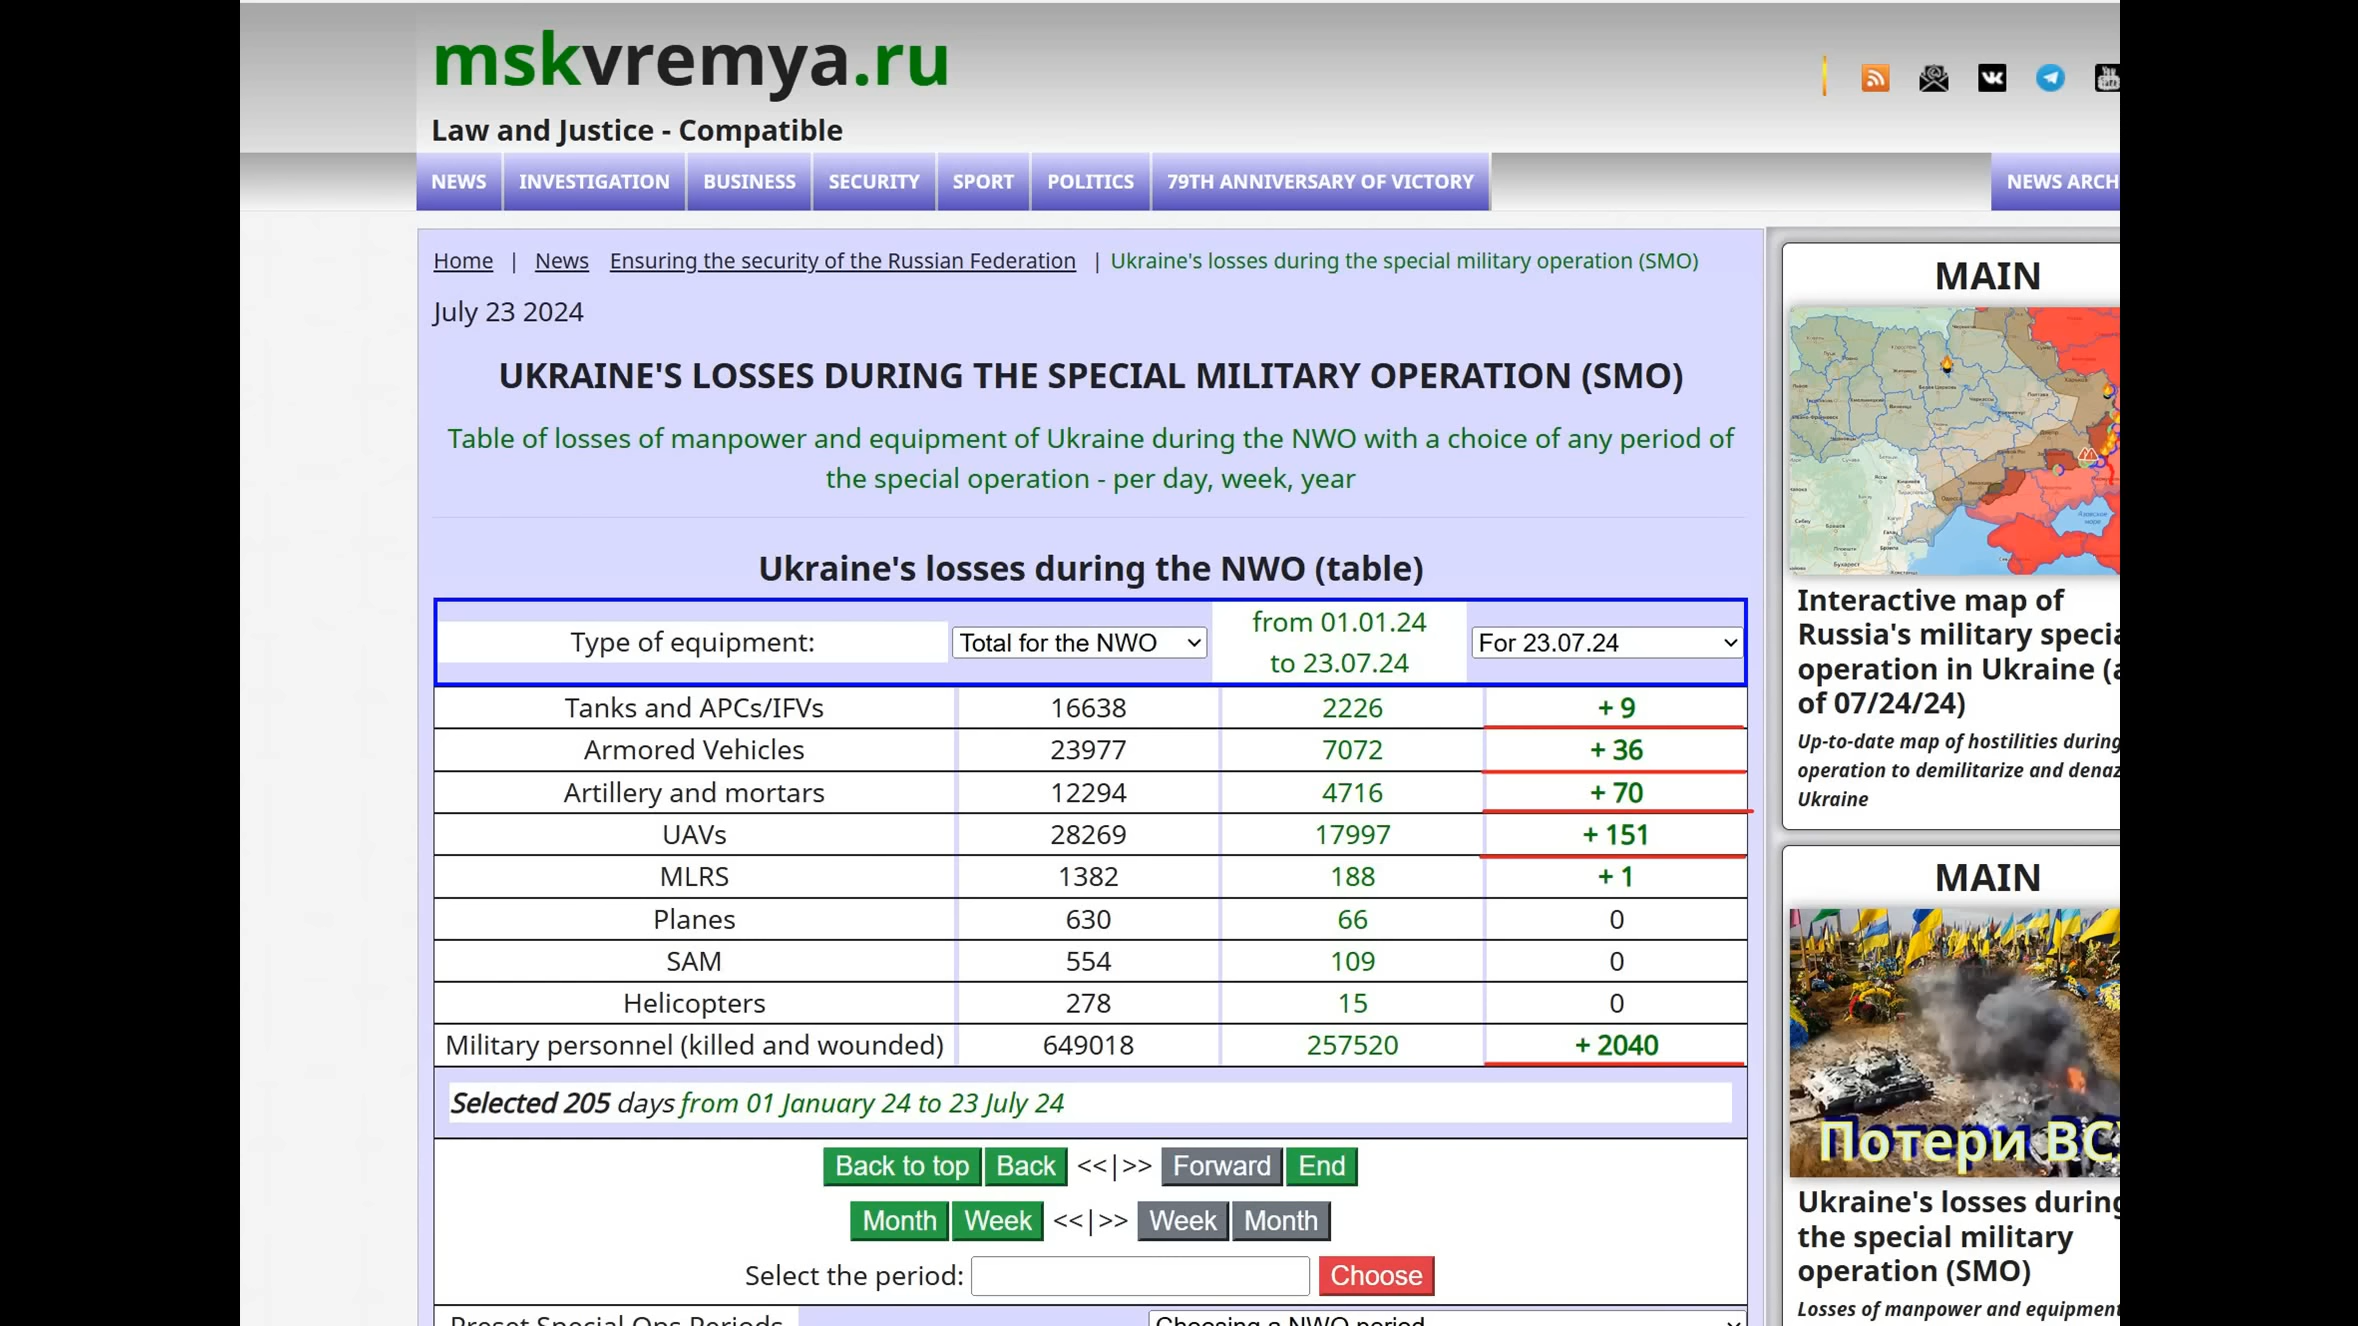 mskvremya.ru
Law and Justice - Compatible
NEWS INVESTIGATION BUSINESS SECURITY SPORT POLITICS 79TH ANNIVERSARY OF VICTORY NEWS ARCH
Home | News Ensuring the security of the Russian Federation | Ukraine's losses during the special military operation (SMO)
July 23 2024
UKRAINE'S LOSSES DURING THE SPECIAL MILITARY OPERATION (SMO)
Table of losses of manpower and equipment of Ukraine during the NWO with a choice of any period of
the special operation - per day, week, year
Ukraine's losses during the NWO (table)
Type of equipment: Total for the NWO from 01.01.24 to 23.07.24 For 23.07.24
Tanks and APCs/IFVs 16638 2226 + 9
Armored Vehicles 23977 7072 + 36
Artillery and mortars 12294 4716 + 70
UAVs 28269 17997 + 151
MLRS 1382 188 + 1
Planes 630 66 0
SAM 554 109 0
Helicopters 278 15 0
Military personnel (killed and wounded) 649018 257520 + 2040
Selected 205 days from 01 January 24 to 23 July 24
Back to top Back <<|>> Forward End
Month Week <<|>> Week Month
Select the period: Choose
Preset Special Ops Periods Choosing a NWO period
MAIN
Interactive map of
Russia's military specia
operation in Ukraine (a
of 07/24/24)
Up-to-date map of hostilities during
operation to demilitarize and denaz
Ukraine
MAIN
Потери ВС
Ukraine's losses during
the special military
operation (SMO)
Losses of manpower and equipment